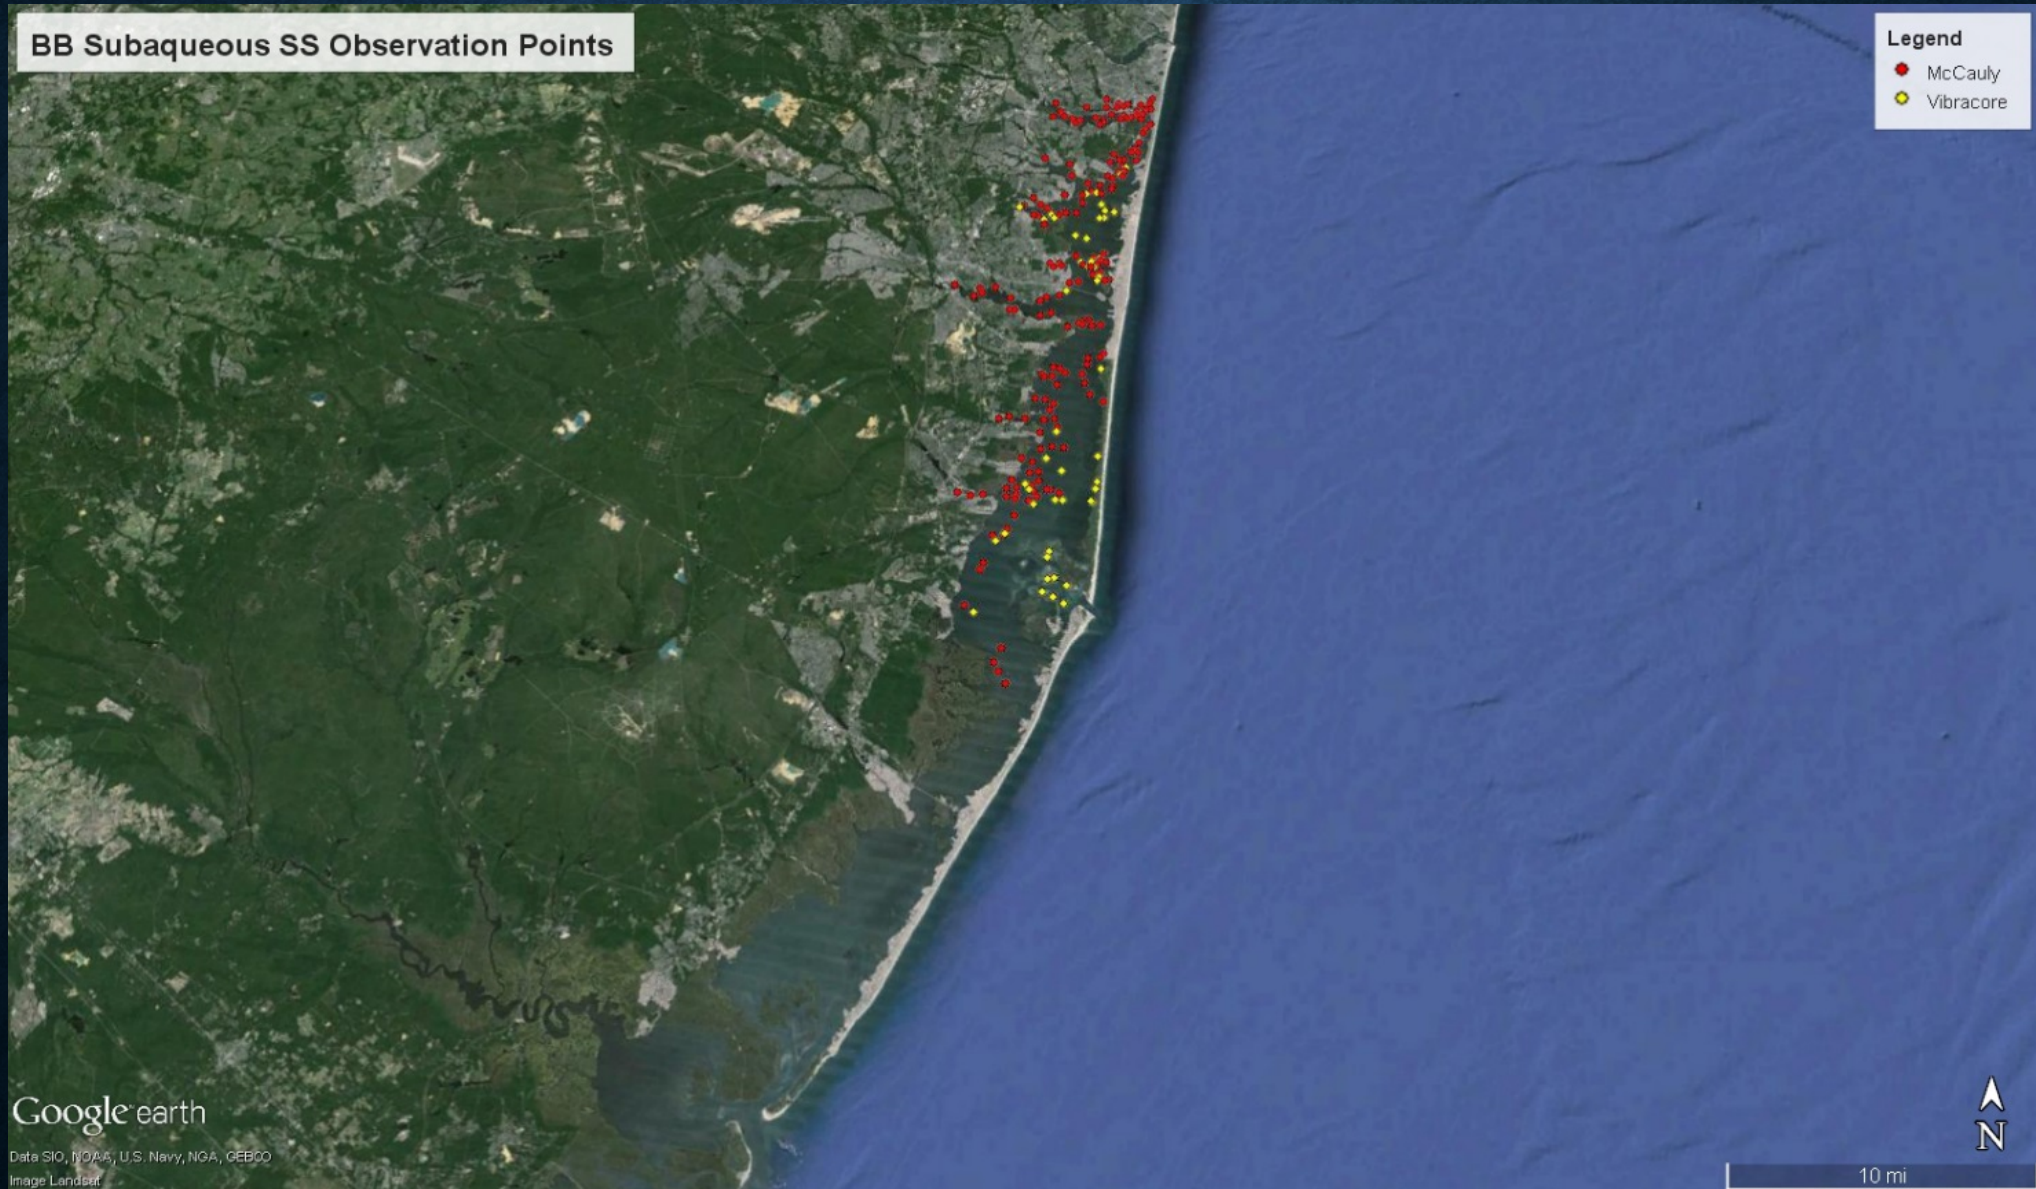 BB Subaqueous SS Observation Points
Legend
McCauly
Vibracore
Google earth
Data SIO, NOAA, U.S. Navy, NGA, GEBCO
Image Landsat
N
10 mi